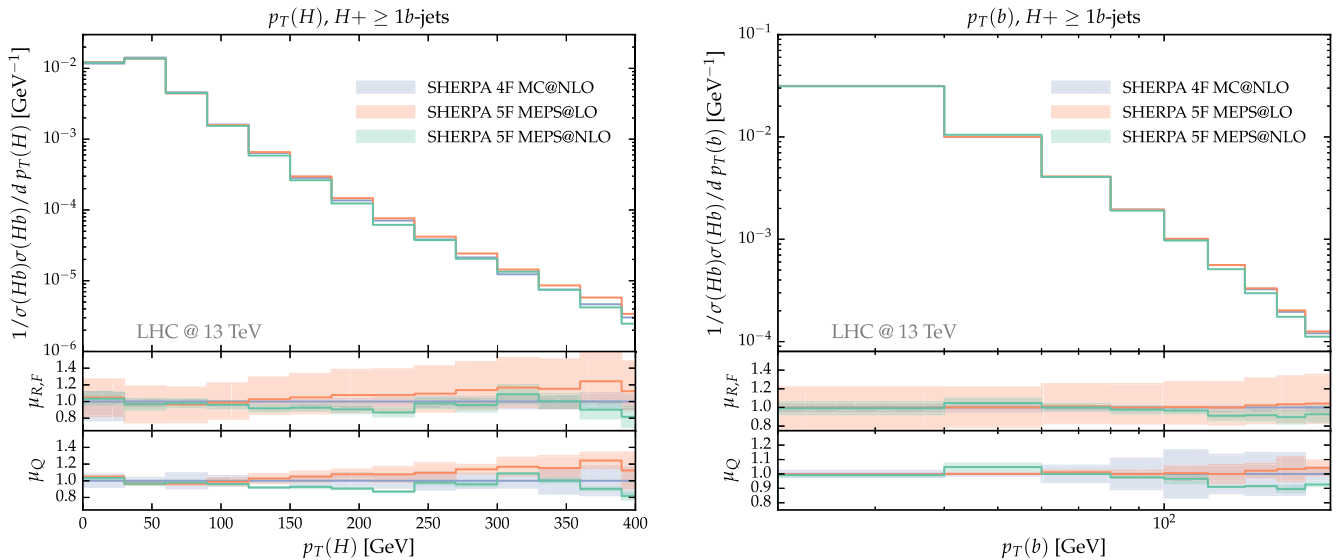 p_T(H), H+ ≥ 1b-jets
1/σ(Hb)σ(Hb)/d p_T(H) [GeV⁻¹]
10⁻¹
10⁻²
10⁻³
10⁻⁴
10⁻⁵
10⁻⁶
SHERPA 4F MC@NLO
SHERPA 5F MEPS@LO
SHERPA 5F MEPS@NLO
LHC @ 13 TeV
μ_{R,F}
1.4
1.2
1.0
0.8
μ_Q
1.4
1.2
1.0
0.8
0 50 100 150 200 250 300 350 400
p_T(H) [GeV]
p_T(b), H+ ≥ 1b-jets
1/σ(Hb)σ(Hb)/d p_T(b) [GeV⁻¹]
10⁻¹
10⁻²
10⁻³
10⁻⁴
SHERPA 4F MC@NLO
SHERPA 5F MEPS@LO
SHERPA 5F MEPS@NLO
LHC @ 13 TeV
μ_{R,F}
1.4
1.2
1.0
0.8
μ_Q
1.2
1.1
1.0
0.9
0.8
10²
p_T(b) [GeV]